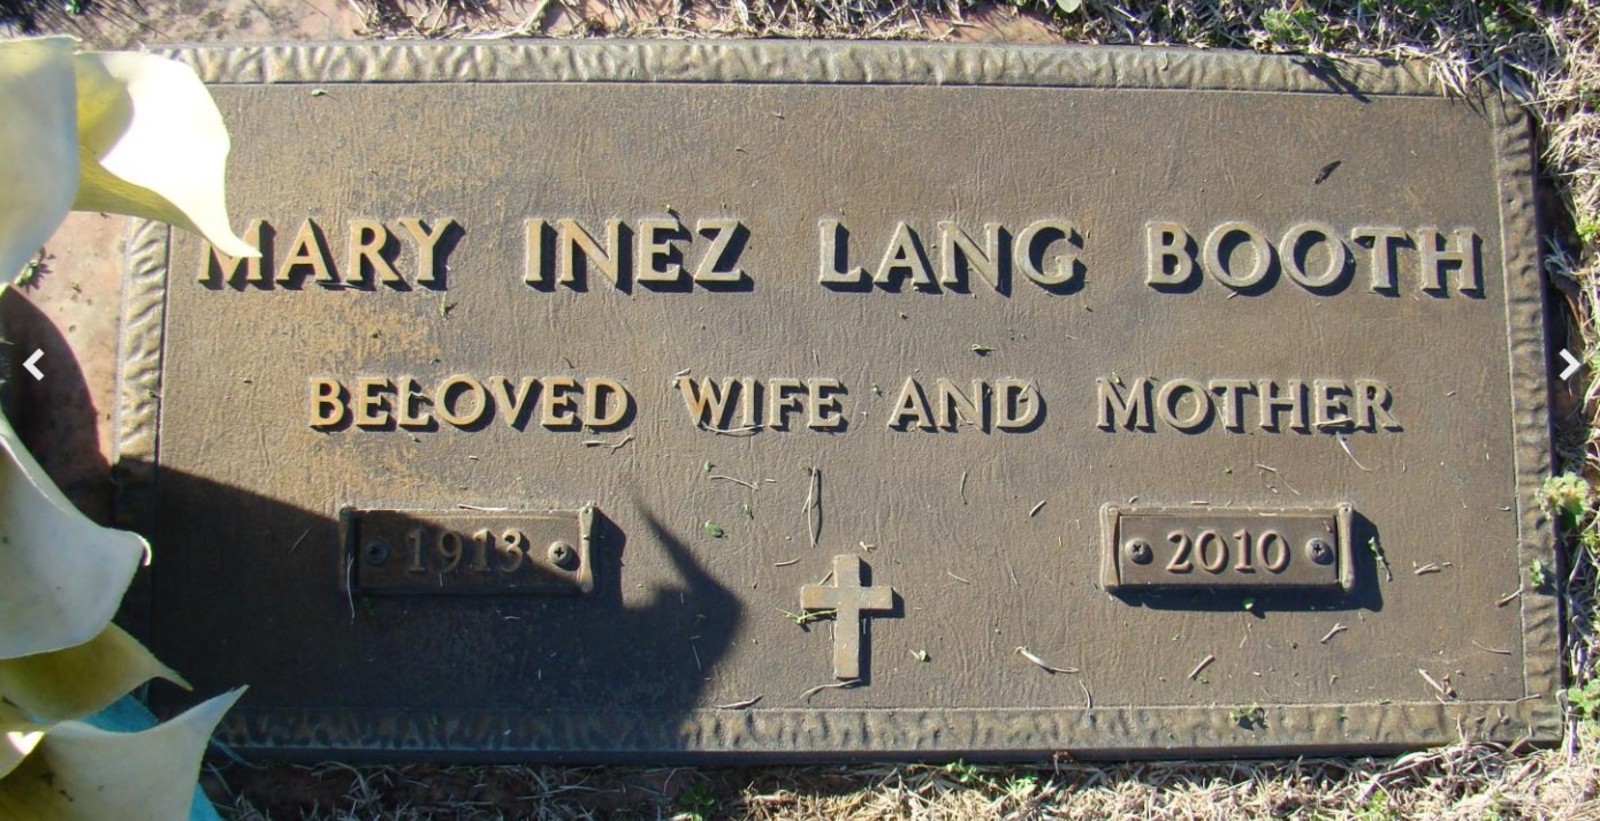 MARY INEZ LANG BOOTH
BELOVED WIFE AND MOTHER
1913
2010